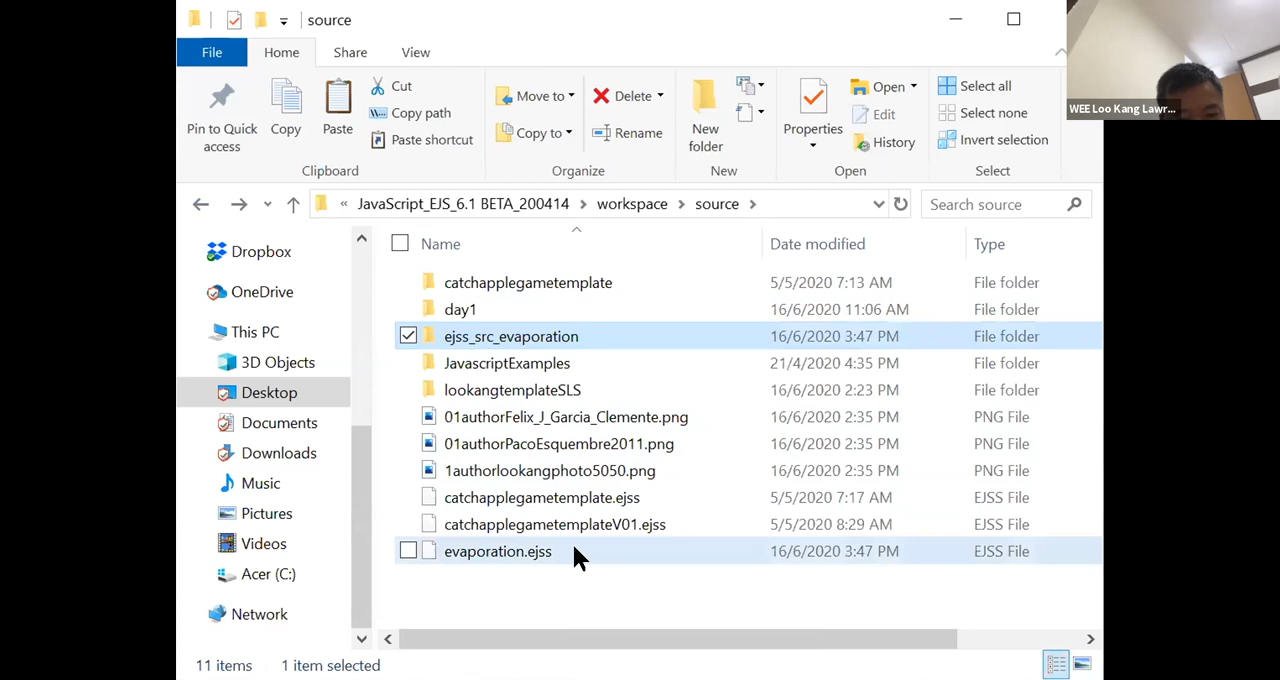 source
File Home Share View
Pin to Quick access
Copy
Paste
Cut
Copy path
Paste shortcut
Clipboard
Move to
Copy to
Delete
Rename
Organize
New folder
New
Properties
Open
Edit
History
Open
Select all
Select none
Invert selection
Select
WEE Loo Kang Lawr...
« JavaScript_EJS_6.1 BETA_200414 > workspace > source >
Search source
Name Date modified Type
Dropbox
OneDrive
This PC
3D Objects
Desktop
Documents
Downloads
Music
Pictures
Videos
Acer (C:)
Network
catchapplegametemplate 5/5/2020 7:13 AM File folder
day1 16/6/2020 11:06 AM File folder
ejss_src_evaporation 16/6/2020 3:47 PM File folder
JavascriptExamples 21/4/2020 4:35 PM File folder
lookangtemplateSLS 16/6/2020 2:23 PM File folder
01authorFelix_J_Garcia_Clemente.png 16/6/2020 2:35 PM PNG File
01authorPacoEsquembre2011.png 16/6/2020 2:35 PM PNG File
1authorlookangphoto5050.png 16/6/2020 2:35 PM PNG File
catchapplegametemplate.ejss 5/5/2020 7:17 AM EJSS File
catchapplegametemplateV01.ejss 5/5/2020 8:29 AM EJSS File
evaporation.ejss 16/6/2020 3:47 PM EJSS File
11 items 1 item selected